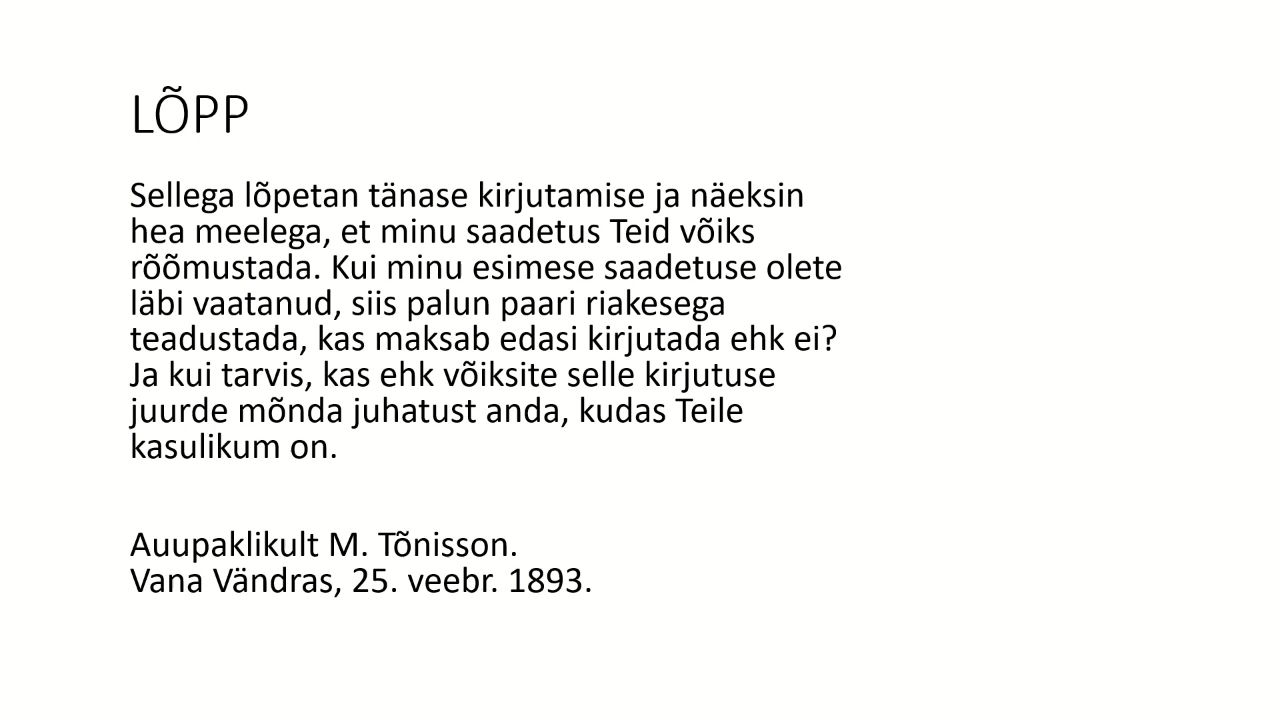 LÕPP
Sellega lõpetan tänase kirjutamise ja näeksin
hea meelega, et minu saadetus Teid võiks
rõõmustada. Kui minu esimese saadetuse olete
läbi vaatanud, siis palun paari riakesega
teadustada, kas maksab edasi kirjutada ehk ei?
Ja kui tarvis, kas ehk võiksite selle kirjutuse
juurde mõnda juhatust anda, kudas Teile
kasulikum on.
Auupaklikult M. Tõnisson.
Vana Vändras, 25. veebr. 1893.